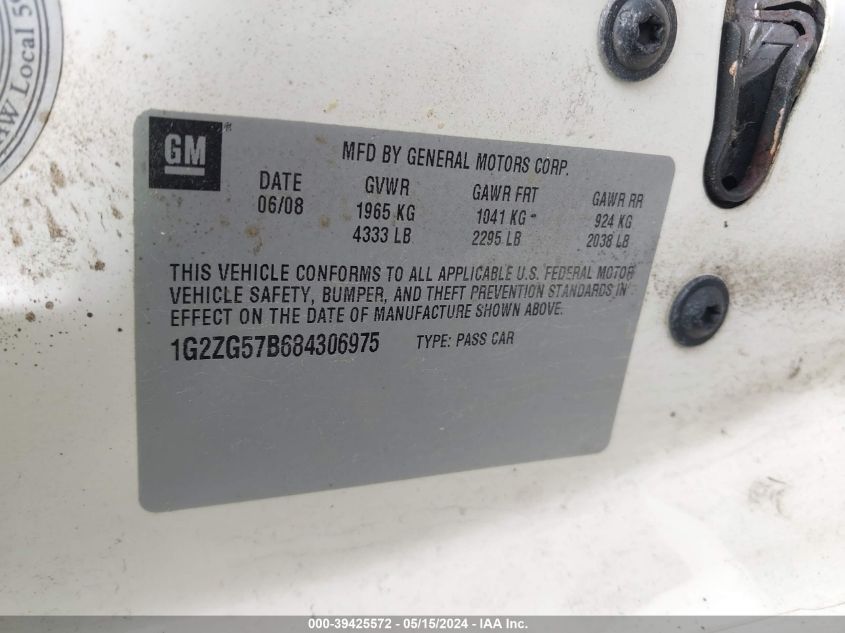 UAW Local 5
GM
MFD BY GENERAL MOTORS CORP.
DATE GVWR GAWR FRT GAWR RR
06/08 1965 KG 1041 KG 924 KG
4333 LB 2295 LB 2038 LB
THIS VEHICLE CONFORMS TO ALL APPLICABLE U.S. FEDERAL MOTOR
VEHICLE SAFETY, BUMPER, AND THEFT PREVENTION STANDARDS IN
EFFECT ON THE DATE OF MANUFACTURE SHOWN ABOVE.
1G2ZG57B684306975 TYPE: PASS CAR
000-39425572 - 05/15/2024 - IAA Inc.